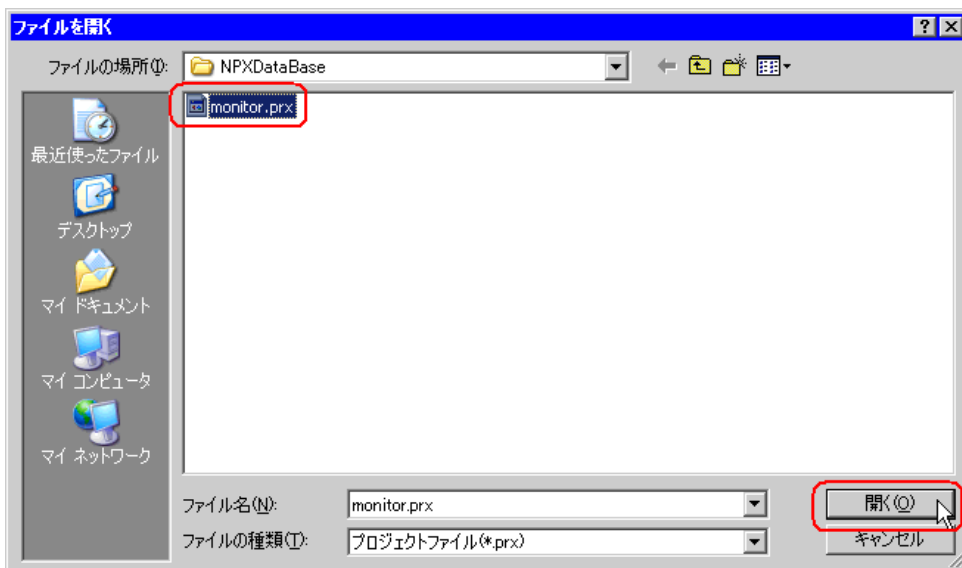 ファイルを開く
ファイルの場所(I):
NPXDataBase
monitor.prx
最近使ったファイル
デスクトップ
マイ ドキュメント
マイ コンピュータ
マイ ネットワーク
ファイル名(N):
monitor.prx
開く(O)
ファイルの種類(T):
プロジェクトファイル(*.prx)
キャンセル